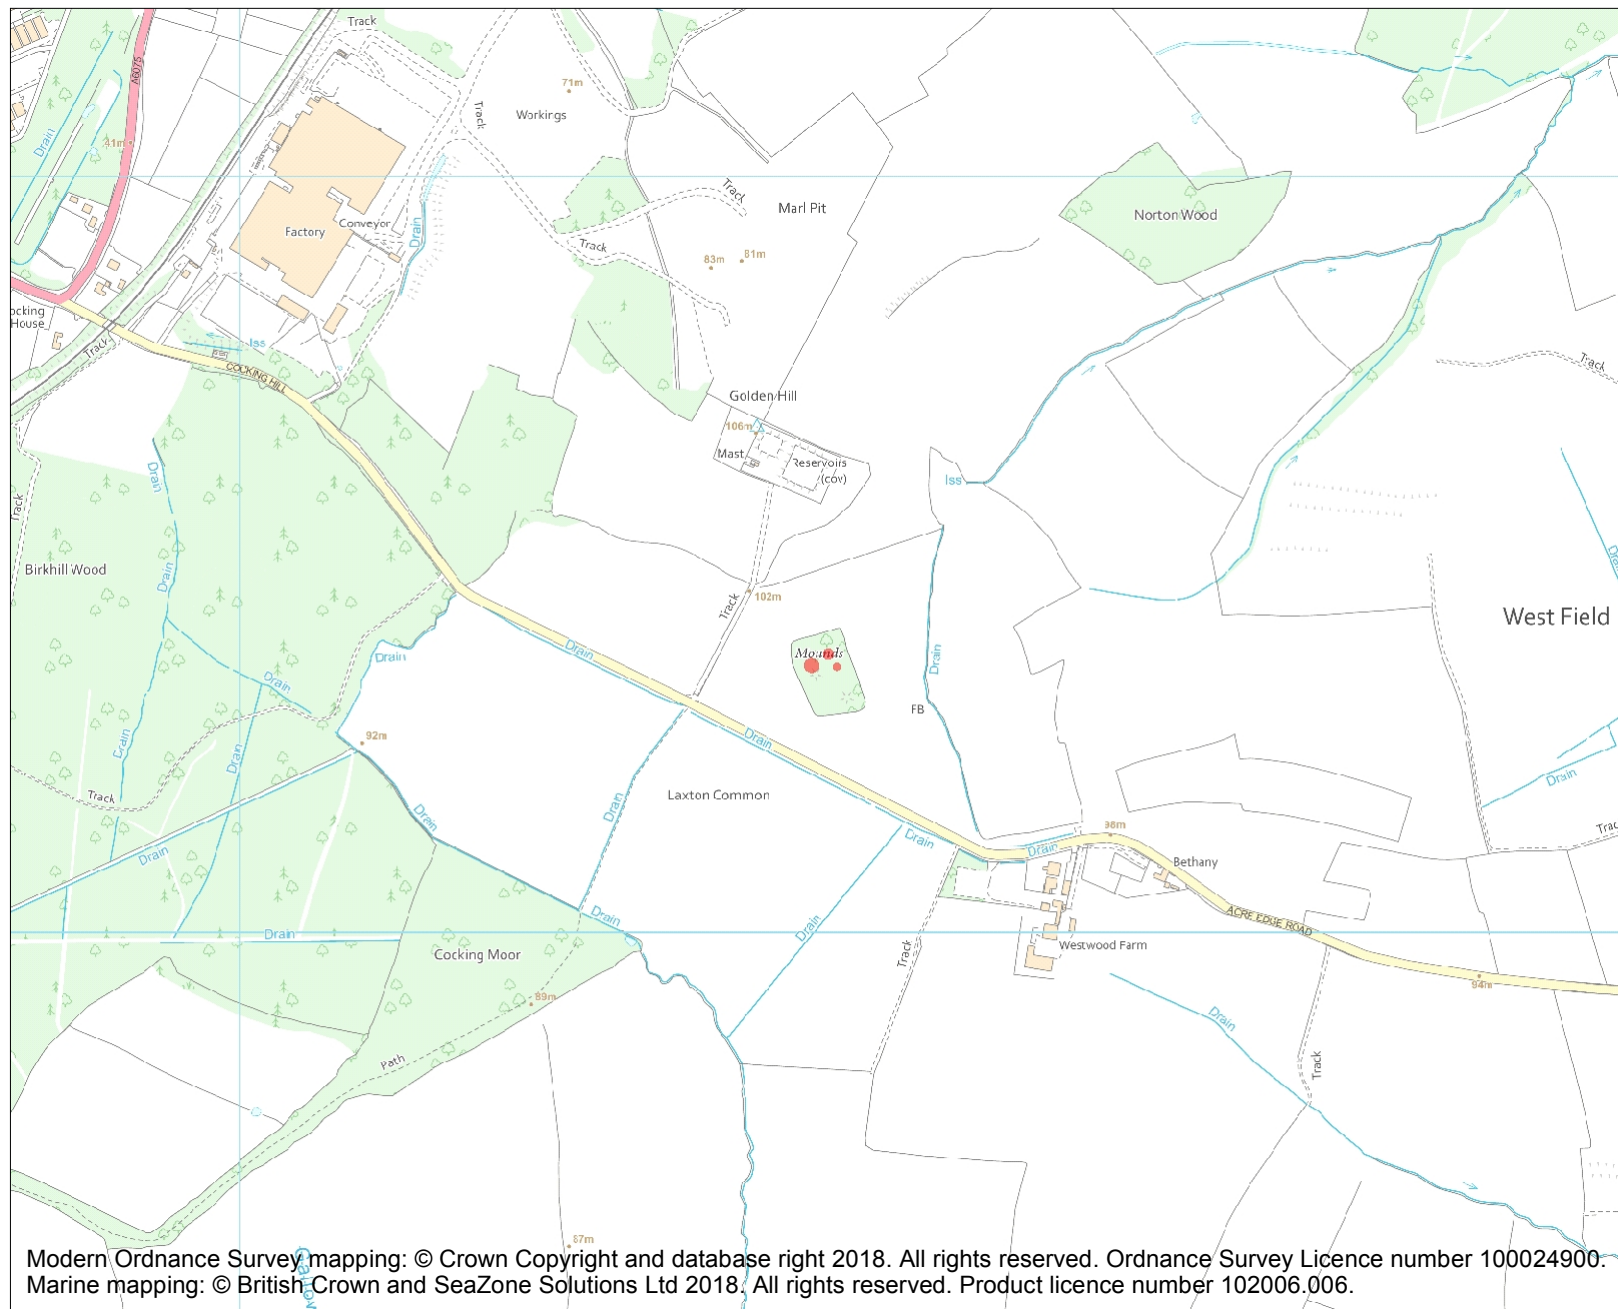 Track
A6075
71m
Workings
Track
Drain
41m
Track
Marl Pit
Norton Wood
Conveyor
Factory
Drain
Track
83m
81m
ocking
House
Track
Iss
COCKING HILL
Track
Golden Hill
106m
Mast
Reservoirs
(cov)
Iss
Drain
Track
Birkhill Wood
Drain
102m
Track
West Field
Drain
Drain
Mounds
Drain
Drain
FB
92m
Drain
Drain
Drain
Drain
Track
Laxton Common
Drain
Drain
Drain
Drain
98m
Trac
Drain
Drain
Bethany
Drain
ACRE EDGE ROAD
Drain
Drain
Westwood Farm
Cocking Moor
Track
94m
89m
Drain
Path
Track
87m
Modern Ordnance Survey mapping: © Crown Copyright and database right 2018. All rights reserved. Ordnance Survey Licence number 100024900.
Marine mapping: © British Crown and SeaZone Solutions Ltd 2018. All rights reserved. Product licence number 102006.006.